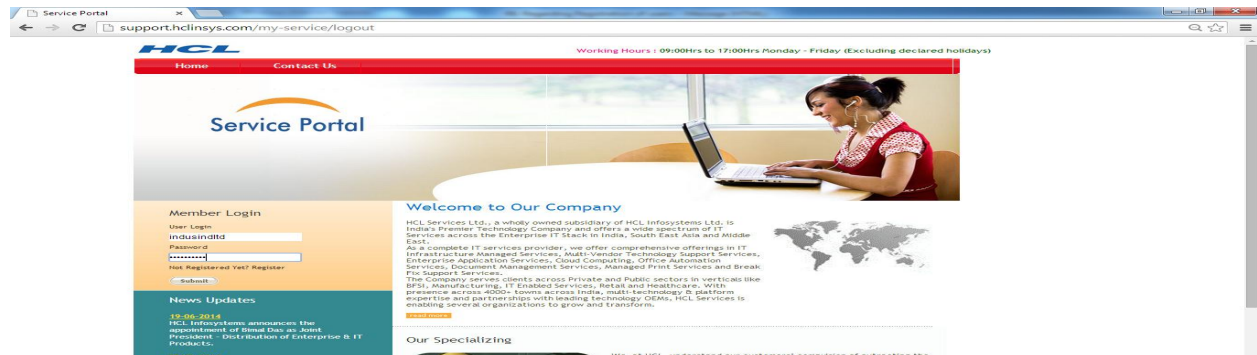 Service Portal
support.hclinsys.com/my-service/logout
HCL
Working Hours : 09:00Hrs to 17:00Hrs Monday - Friday (Excluding declared holidays)
Home Contact Us
Service Portal
Member Login
User Login
indusindltd
Password
Not Registered Yet? Register
Submit
News Updates
19-06-2014
HCL Infosystems announces the
appointment of Bimal Das as Joint
President - Distribution of Enterprise & IT
Products.
Welcome to Our Company
HCL Services Ltd., a wholly owned subsidiary of HCL Infosystems Ltd. is
India's Premier Technology Company and offers a wide spectrum of IT
Services across the Enterprise IT Stack in India, South East Asia and Middle
East.
As a complete IT services provider, we offer comprehensive offerings in IT
Infrastructure Managed Services, Multi-Vendor Technology Support Services,
Enterprise Application Services, Cloud Computing, Office Automation
Services, Document Management Services, Managed Print Services and Break
Fix Support Services.
The Company serves clients across Private and Public sectors in verticals like
BFSI, Manufacturing, IT Enabled Services, Retail and Healthcare. With
presence across 4000+ towns across India, multi-technology & platform
expertise and partnerships with leading technology OEMs, HCL Services is
enabling several organizations to grow and transform.
read more
Our Specializing